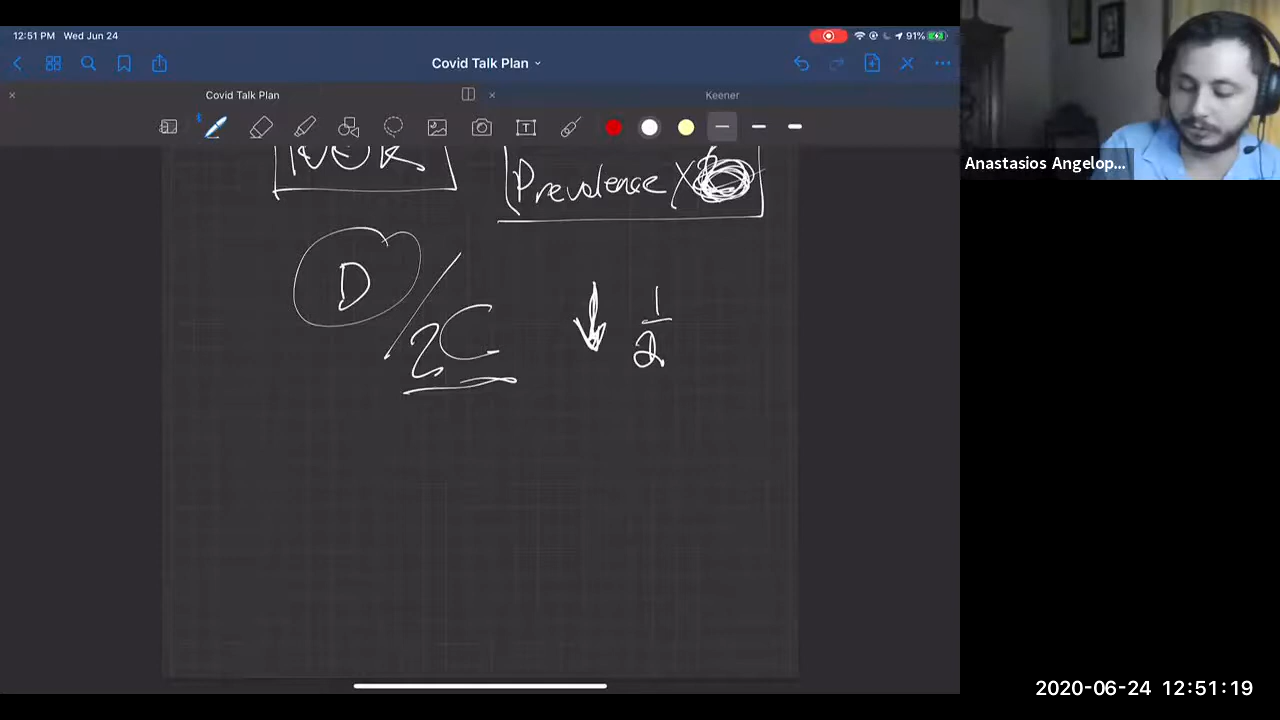 12:51 PM Wed Jun 24
91%
Covid Talk Plan
Covid Talk Plan
Keener
T
Prevalence X
D / 2C
↓ 1/2
Anastasios Angelop...
2020-06-24 12:51:19